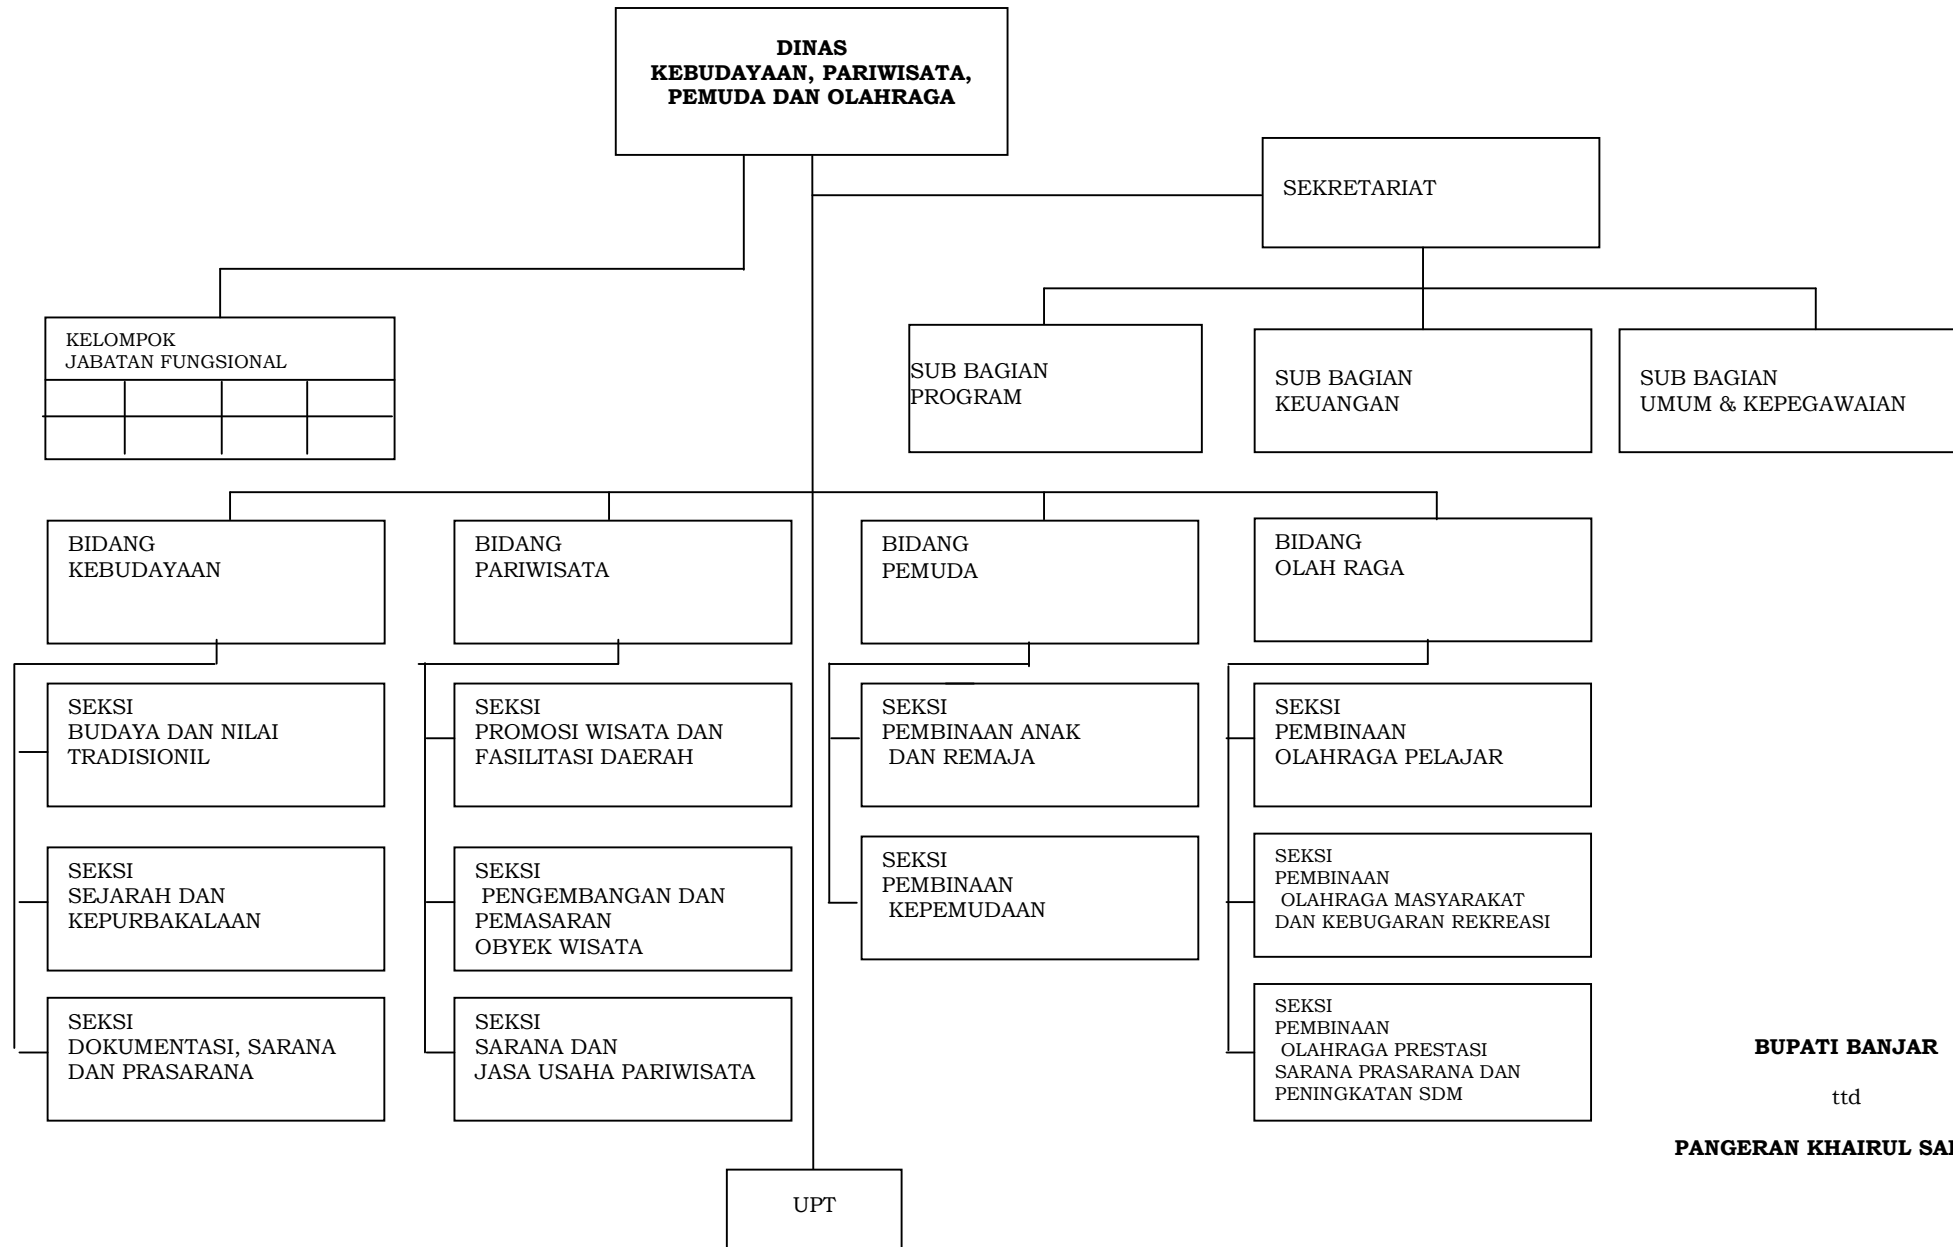 DINAS
KEBUDAYAAN, PARIWISATA,
PEMUDA DAN OLAHRAGA
SEKRETARIAT
KELOMPOK
JABATAN FUNGSIONAL
SUB BAGIAN
PROGRAM
SUB BAGIAN
KEUANGAN
SUB BAGIAN
UMUM & KEPEGAWAIAN
BIDANG
KEBUDAYAAN
BIDANG
PARIWISATA
BIDANG
PEMUDA
BIDANG
OLAH RAGA
SEKSI
BUDAYA DAN NILAI
TRADISIONIL
SEKSI
PROMOSI WISATA DAN
FASILITASI DAERAH
SEKSI
PEMBINAAN ANAK
DAN REMAJA
SEKSI
PEMBINAAN
OLAHRAGA PELAJAR
SEKSI
SEJARAH DAN
KEPURBAKALAAN
SEKSI
PENGEMBANGAN DAN
PEMASARAN
OBYEK WISATA
SEKSI
PEMBINAAN
KEPEMUDAAN
SEKSI
PEMBINAAN
OLAHRAGA MASYARAKAT
DAN KEBUGARAN REKREASI
SEKSI
DOKUMENTASI, SARANA
DAN PRASARANA
SEKSI
SARANA DAN
JASA USAHA PARIWISATA
SEKSI
PEMBINAAN
OLAHRAGA PRESTASI
SARANA PRASARANA DAN
PENINGKATAN SDM
BUPATI BANJAR
ttd
PANGERAN KHAIRUL
UPT